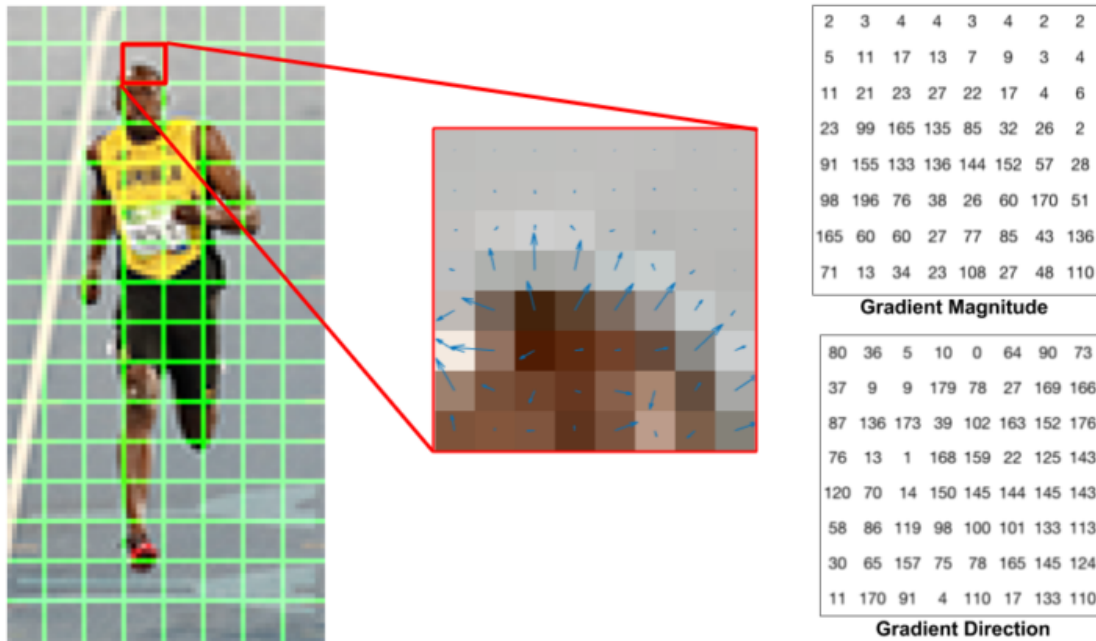 2 3 4 4 3 4 2 2
5 11 17 13 7 9 3 4
11 21 23 27 22 17 4 6
23 99 165 135 85 32 26 2
91 155 133 136 144 152 57 28
98 196 76 38 26 60 170 51
165 60 60 27 77 85 43 136
71 13 34 23 108 27 48 110
Gradient Magnitude
80 36 5 10 0 64 90 73
37 9 9 179 78 27 169 166
87 136 173 39 102 163 152 176
76 13 1 168 159 22 125 143
120 70 14 150 145 144 145 143
58 86 119 98 100 101 133 113
30 65 157 75 78 165 145 124
11 170 91 4 110 17 133 110
Gradient Direction